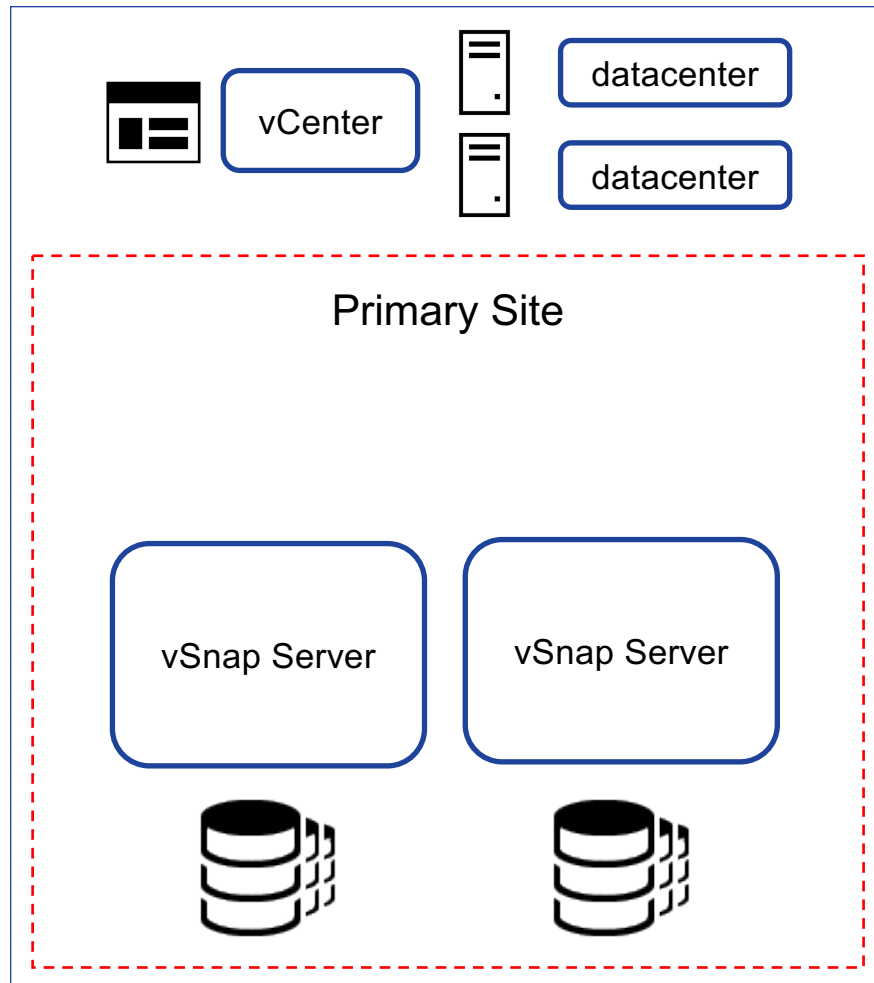 vCenter
datacenter
datacenter
Primary Site
vSnap Server
vSnap Server